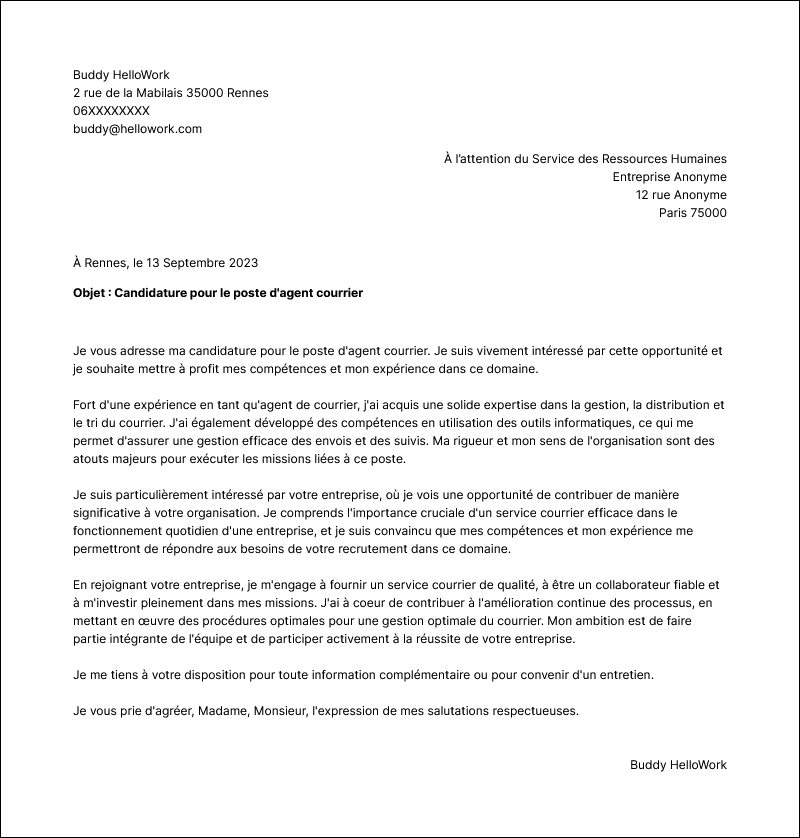 Buddy HelloWork
2 rue de la Mabilais 35000 Rennes
06XXXXXXXX
buddy@hellowork.com
À l'attention du Service des Ressources Humaines
Entreprise Anonyme
12 rue Anonyme
Paris 75000
À Rennes, le 13 Septembre 2023
Objet : Candidature pour le poste d'agent courrier
Je vous adresse ma candidature pour le poste d'agent courrier. Je suis vivement intéressé par cette opportunité et
je souhaite mettre à profit mes compétences et mon expérience dans ce domaine.
Fort d'une expérience en tant qu'agent de courrier, j'ai acquis une solide expertise dans la gestion, la distribution et
le tri du courrier. J'ai également développé des compétences en utilisation des outils informatiques, ce qui me
permet d'assurer une gestion efficace des envois et des suivis. Ma rigueur et mon sens de l'organisation sont des
atouts majeurs pour exécuter les missions liées à ce poste.
Je suis particulièrement intéressé par votre entreprise, où je vois une opportunité de contribuer de manière
significative à votre organisation. Je comprends l'importance cruciale d'un service courrier efficace dans le
fonctionnement quotidien d'une entreprise, et je suis convaincu que mes compétences et mon expérience me
permettront de répondre aux besoins de votre recrutement dans ce domaine.
En rejoignant votre entreprise, je m'engage à fournir un service courrier de qualité, à être un collaborateur fiable et
à m'investir pleinement dans mes missions. J'ai à coeur de contribuer à l'amélioration continue des processus, en
mettant en œuvre des procédures optimales pour une gestion optimale du courrier. Mon ambition est de faire
partie intégrante de l'équipe et de participer activement à la réussite de votre entreprise.
Je me tiens à votre disposition pour toute information complémentaire ou pour convenir d'un entretien.
Je vous prie d'agréer, Madame, Monsieur, l'expression de mes salutations respectueuses.
Buddy HelloWork